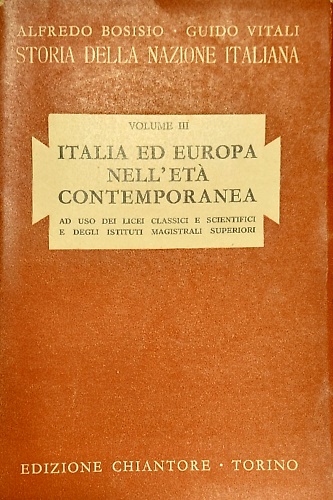 ALFREDO BOSISIO · GUIDO VITALI
STORIA DELLA NAZIONE ITALIANA
VOLUME III
ITALIA ED EUROPA
NELL'ETÀ
CONTEMPORANEA
AD USO DEI LICEI CLASSICI E SCIENTIFICI
E DEGLI ISTITUTI MAGISTRALI SUPERIORI
EDIZIONE CHIANTORE · TORINO